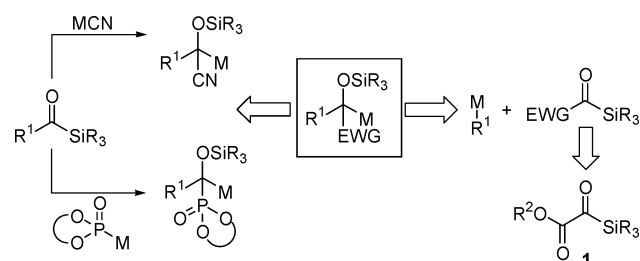 MCN
OSiR3
R1
M
CN
O
R1
SiR3
O
O
P
O
M
OSiR3
R1
M
O=P
O
O
OSiR3
R1
M
EWG
M
R1
+
O
EWG
SiR3
O
R2O
SiR3
O
1